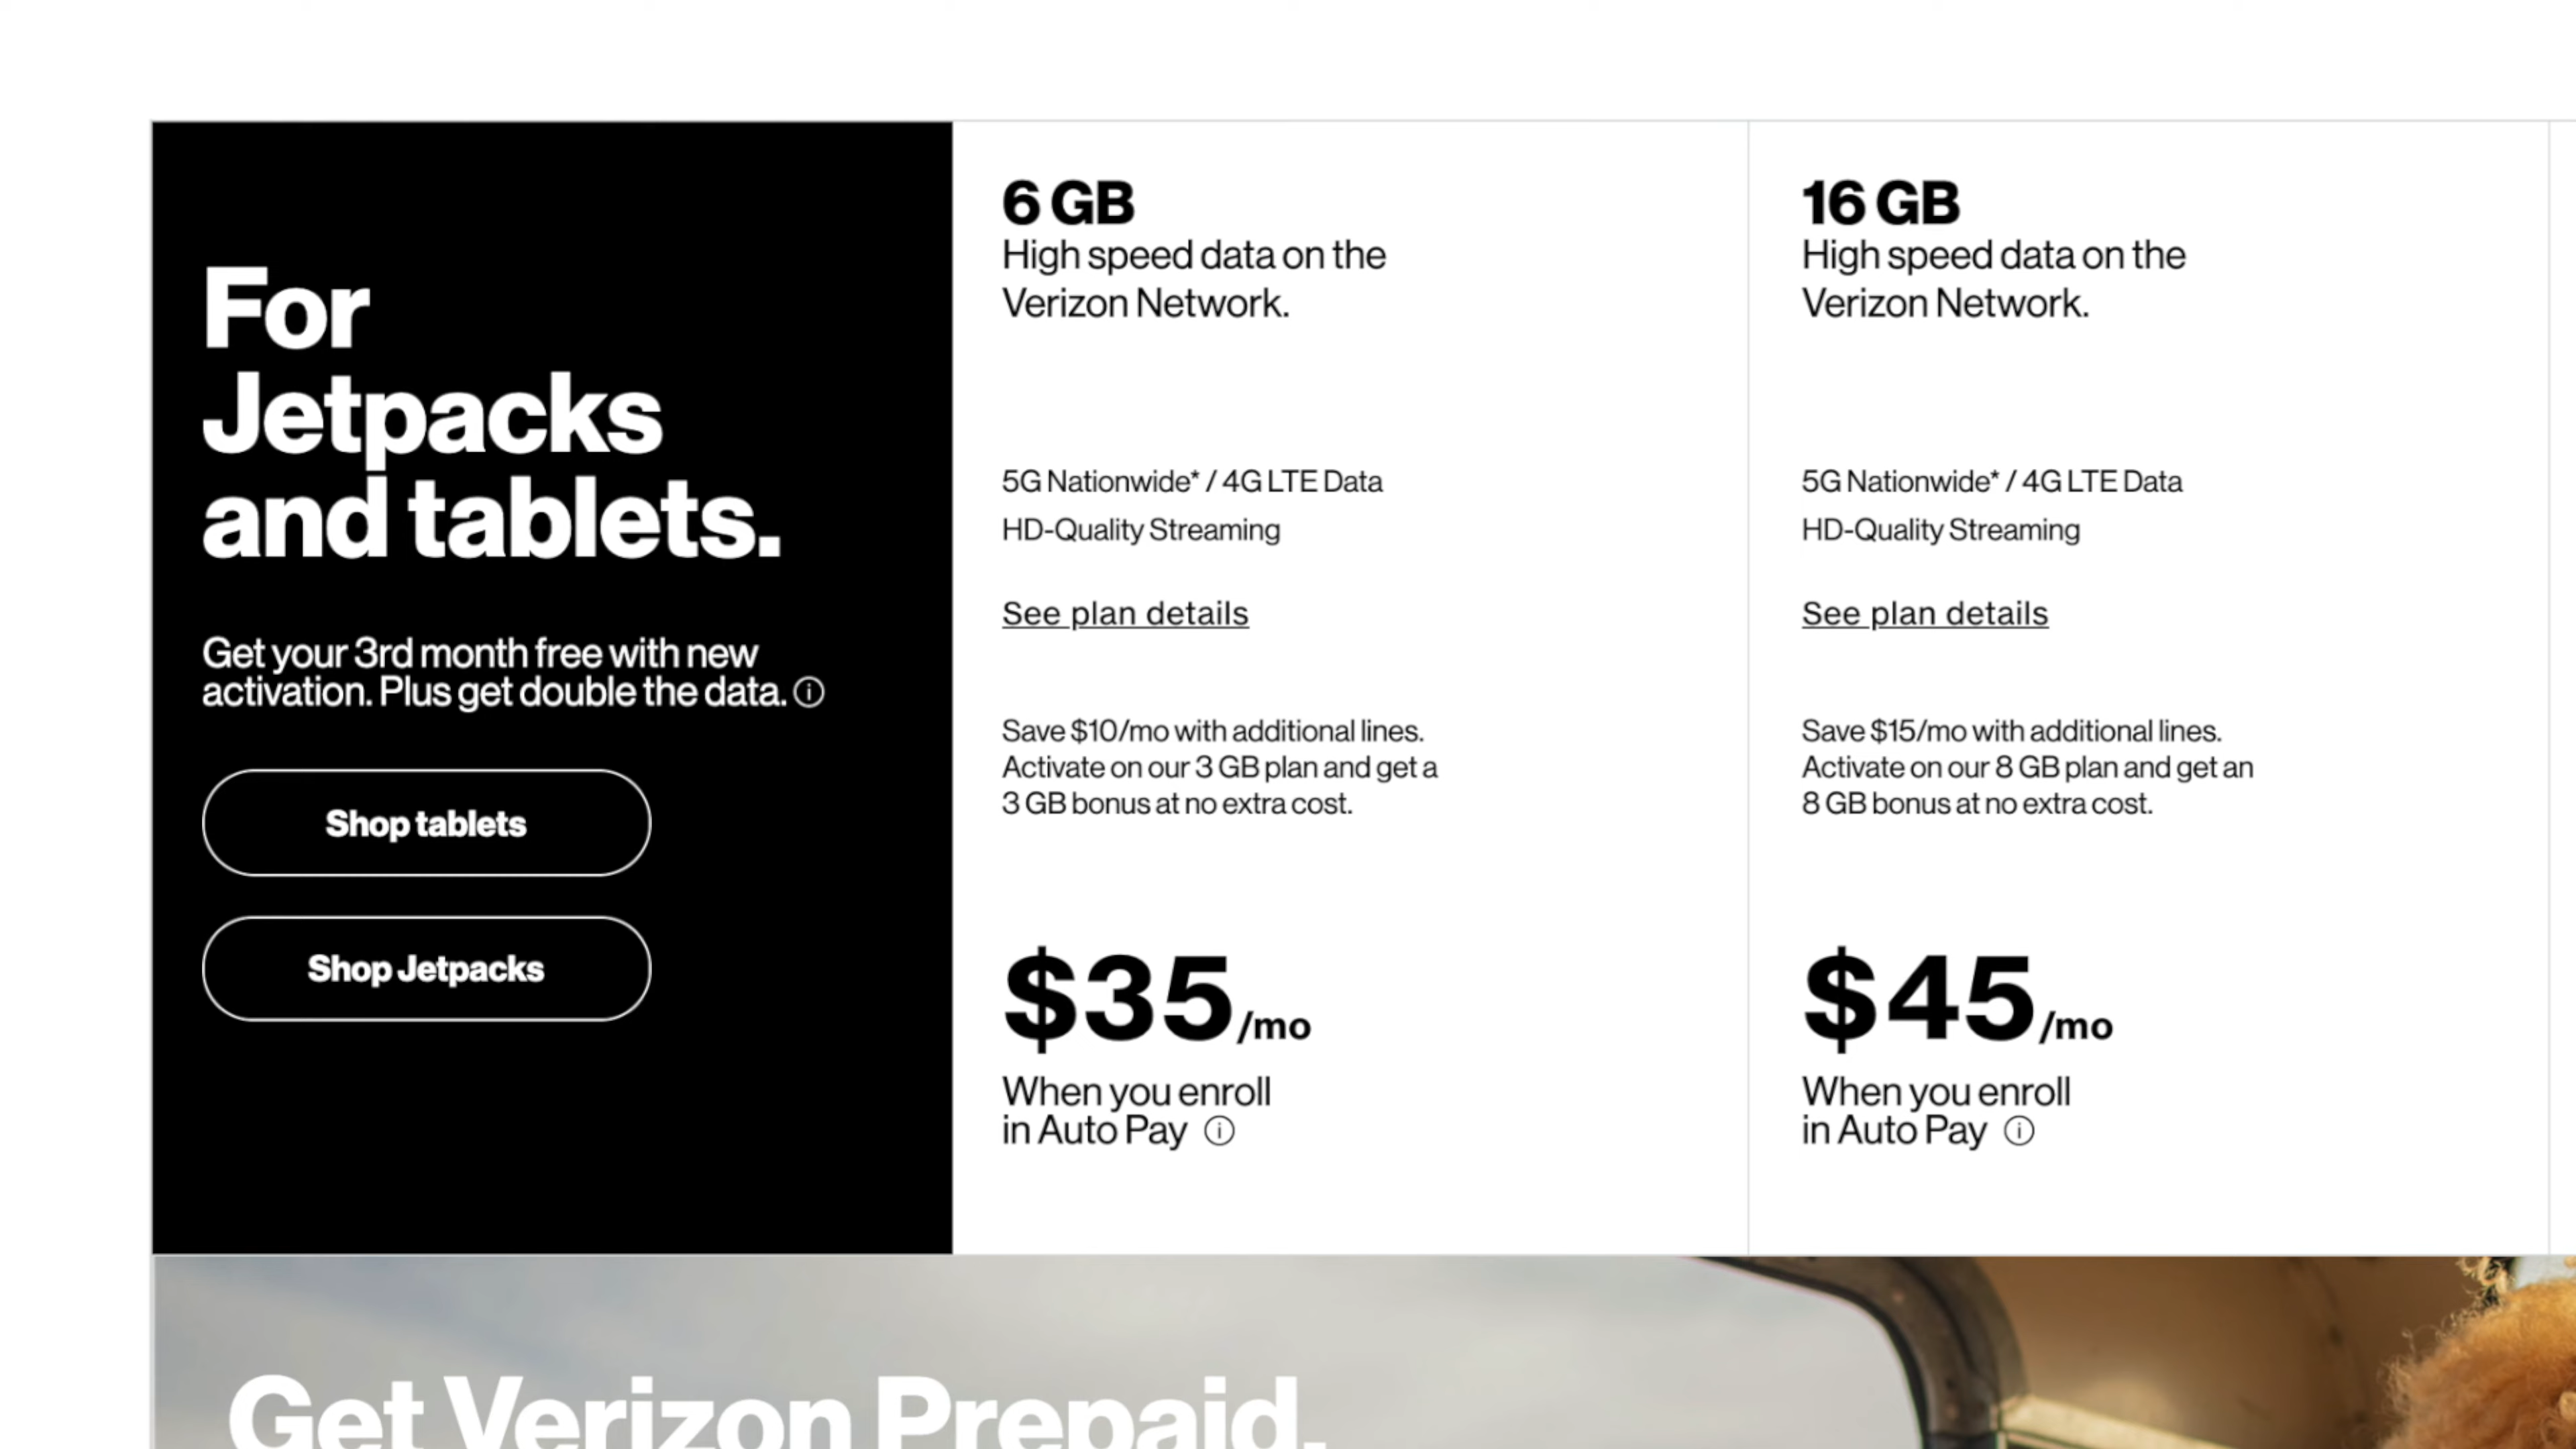 For
Jetpacks
and tablets.
Get your 3rd month free with new
activation. Plus get double the data. ⓘ
Shop tablets
Shop Jetpacks
6 GB
High speed data on the
Verizon Network.
5G Nationwide* / 4G LTE Data
HD-Quality Streaming
See plan details
Save $10/mo with additional lines.
Activate on our 3 GB plan and get a
3 GB bonus at no extra cost.
$35/mo
When you enroll
in Auto Pay ⓘ
16 GB
High speed data on the
Verizon Network.
5G Nationwide* / 4G LTE Data
HD-Quality Streaming
See plan details
Save $15/mo with additional lines.
Activate on our 8 GB plan and get an
8 GB bonus at no extra cost.
$45/mo
When you enroll
in Auto Pay ⓘ
Get Verizon Prepaid.